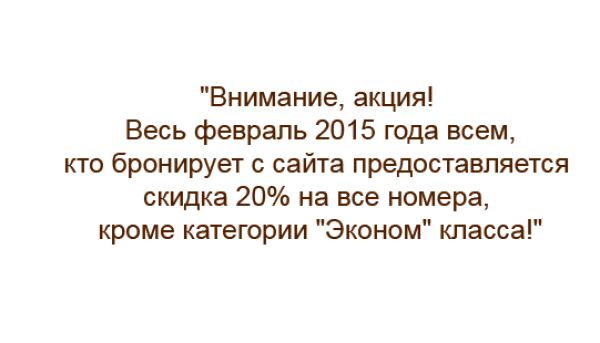 "Внимание, акция!
Весь февраль 2015 года всем,
кто бронирует с сайта предоставляется
скидка 20% на все номера,
кроме категории "Эконом" класса!"